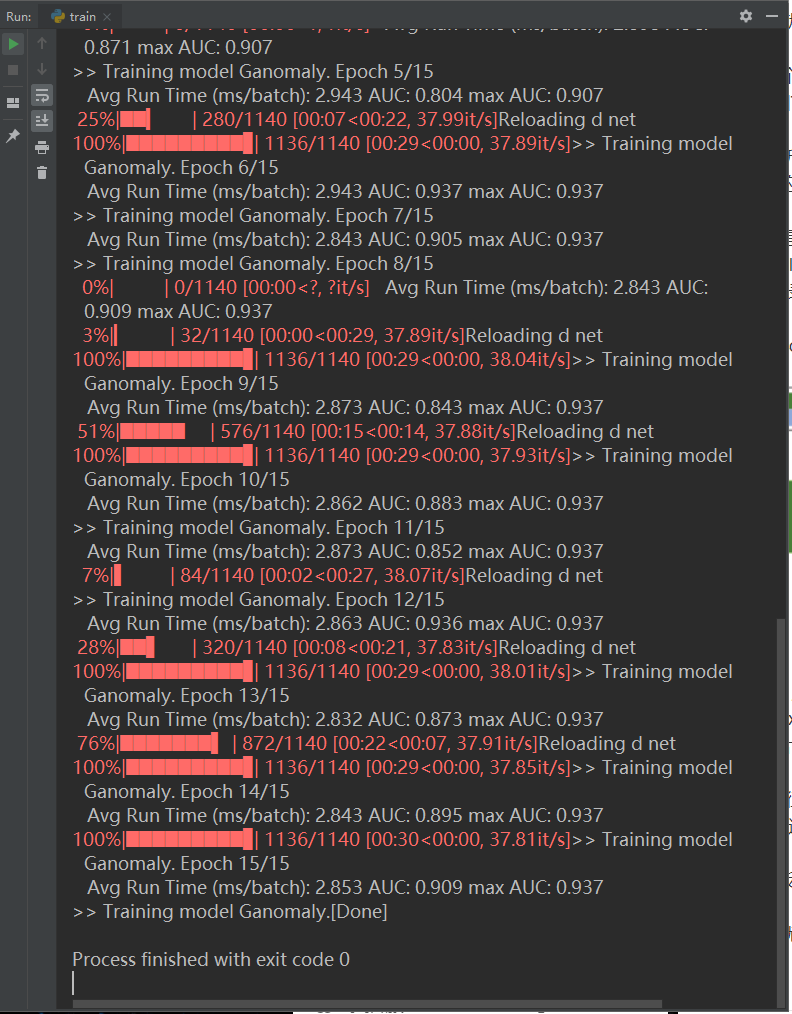 Run: train
0.871 max AUC: 0.907
>> Training model Ganomaly. Epoch 5/15
Avg Run Time (ms/batch): 2.943 AUC: 0.804 max AUC: 0.907
25%| | 280/1140 [00:07<00:22, 37.99it/s]Reloading d net
100%| | 1136/1140 [00:29<00:00, 37.89it/s]>> Training model
Ganomaly. Epoch 6/15
Avg Run Time (ms/batch): 2.943 AUC: 0.937 max AUC: 0.937
>> Training model Ganomaly. Epoch 7/15
Avg Run Time (ms/batch): 2.843 AUC: 0.905 max AUC: 0.937
>> Training model Ganomaly. Epoch 8/15
0%| | 0/1140 [00:00<?, ?it/s] Avg Run Time (ms/batch): 2.843 AUC:
0.909 max AUC: 0.937
3%| | 32/1140 [00:00<00:29, 37.89it/s]Reloading d net
100%| | 1136/1140 [00:29<00:00, 38.04it/s]>> Training model
Ganomaly. Epoch 9/15
Avg Run Time (ms/batch): 2.873 AUC: 0.843 max AUC: 0.937
51%| | 576/1140 [00:15<00:14, 37.88it/s]Reloading d net
100%| | 1136/1140 [00:29<00:00, 37.93it/s]>> Training model
Ganomaly. Epoch 10/15
Avg Run Time (ms/batch): 2.862 AUC: 0.883 max AUC: 0.937
>> Training model Ganomaly. Epoch 11/15
Avg Run Time (ms/batch): 2.873 AUC: 0.852 max AUC: 0.937
7%| | 84/1140 [00:02<00:27, 38.07it/s]Reloading d net
>> Training model Ganomaly. Epoch 12/15
Avg Run Time (ms/batch): 2.863 AUC: 0.936 max AUC: 0.937
28%| | 320/1140 [00:08<00:21, 37.83it/s]Reloading d net
100%| | 1136/1140 [00:29<00:00, 38.01it/s]>> Training model
Ganomaly. Epoch 13/15
Avg Run Time (ms/batch): 2.832 AUC: 0.873 max AUC: 0.937
76%| | 872/1140 [00:22<00:07, 37.91it/s]Reloading d net
100%| | 1136/1140 [00:29<00:00, 37.85it/s]>> Training model
Ganomaly. Epoch 14/15
Avg Run Time (ms/batch): 2.843 AUC: 0.895 max AUC: 0.937
100%| | 1136/1140 [00:30<00:00, 37.81it/s]>> Training model
Ganomaly. Epoch 15/15
Avg Run Time (ms/batch): 2.853 AUC: 0.909 max AUC: 0.937
>> Training model Ganomaly.[Done]
Process finished with exit code 0